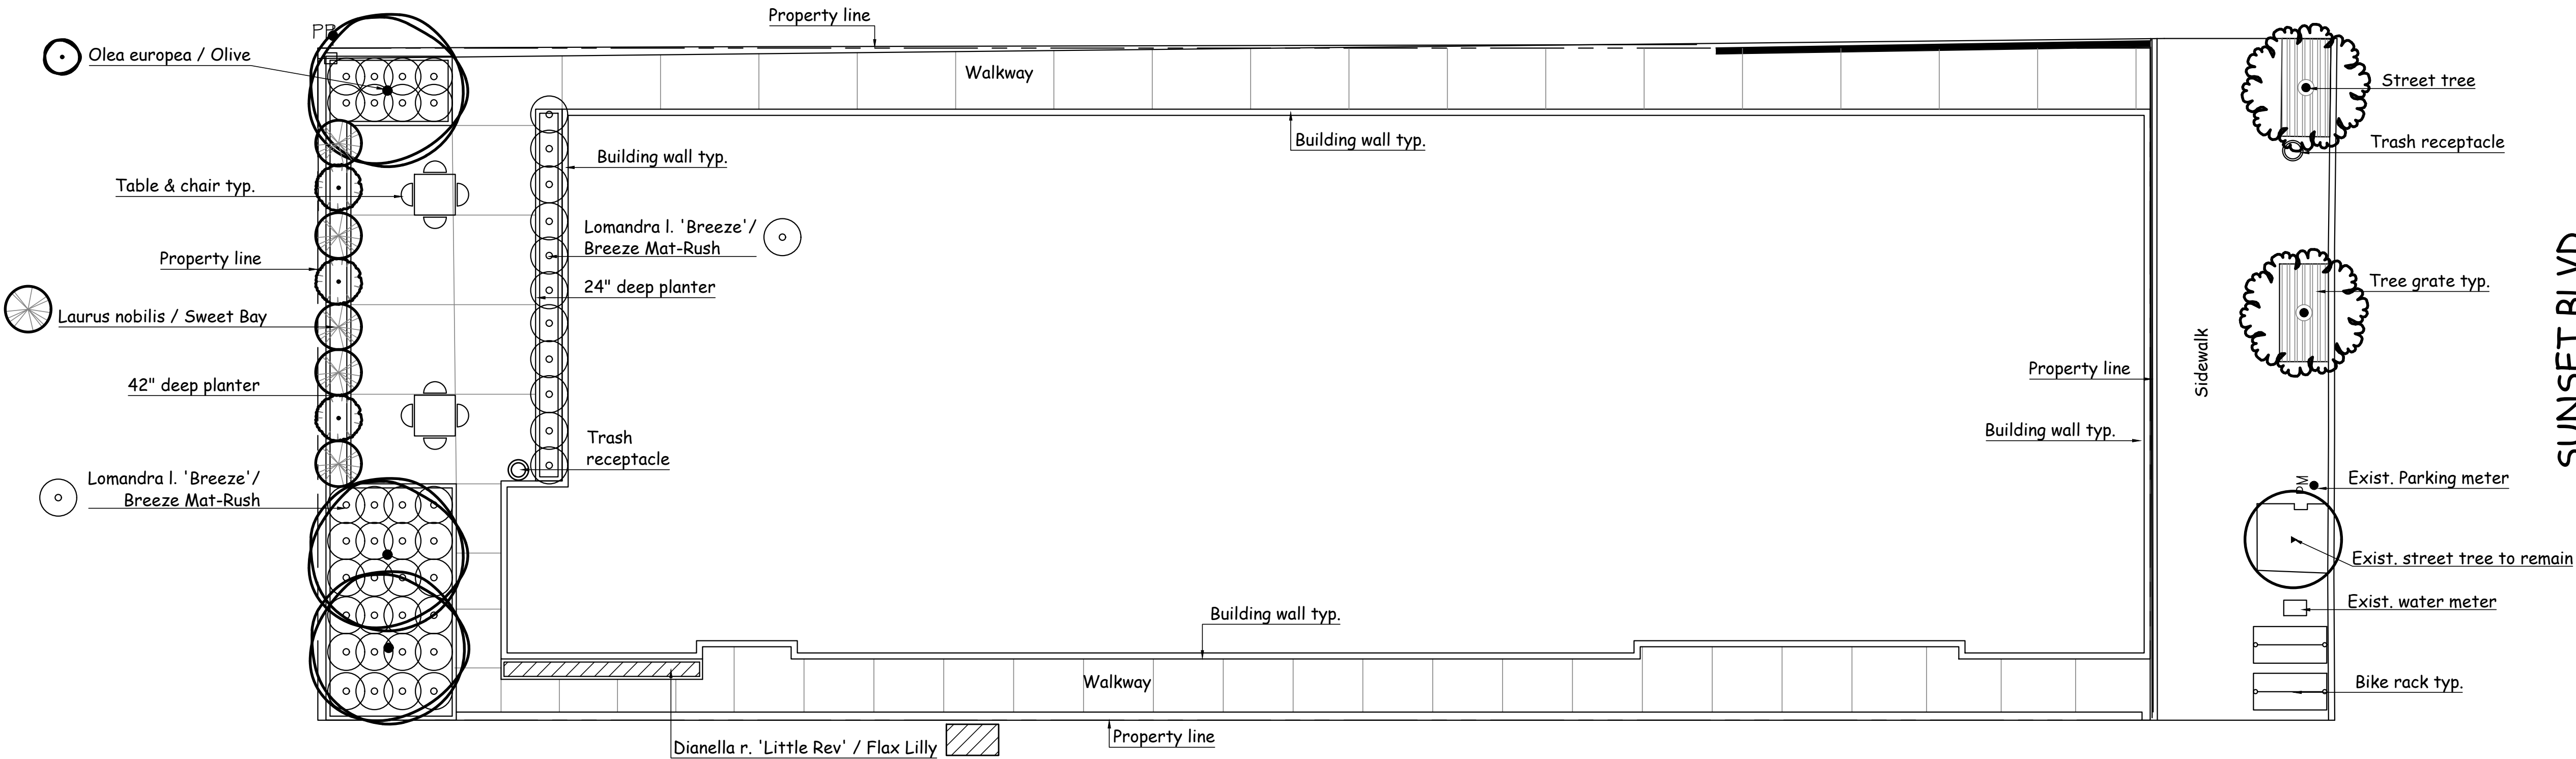 Property line
PP
Olea europea / Olive
Walkway
Street tree
Building wall typ.
Trash receptacle
Building wall typ.
Table & chair typ.
Lomandra l. 'Breeze'/
Breeze Mat-Rush
Property line
24" deep planter
Tree grate typ.
Laurus nobilis / Sweet Bay
SUNSET BLVD
Sidewalk
Property line
42" deep planter
Building wall typ.
Trash
receptacle
Lomandra l. 'Breeze'/
Breeze Mat-Rush
PM
Exist. Parking meter
Exist. street tree to remain
Exist. water meter
Building wall typ.
Walkway
Bike rack typ.
Property line
Dianella r. 'Little Rev' / Flax Lilly